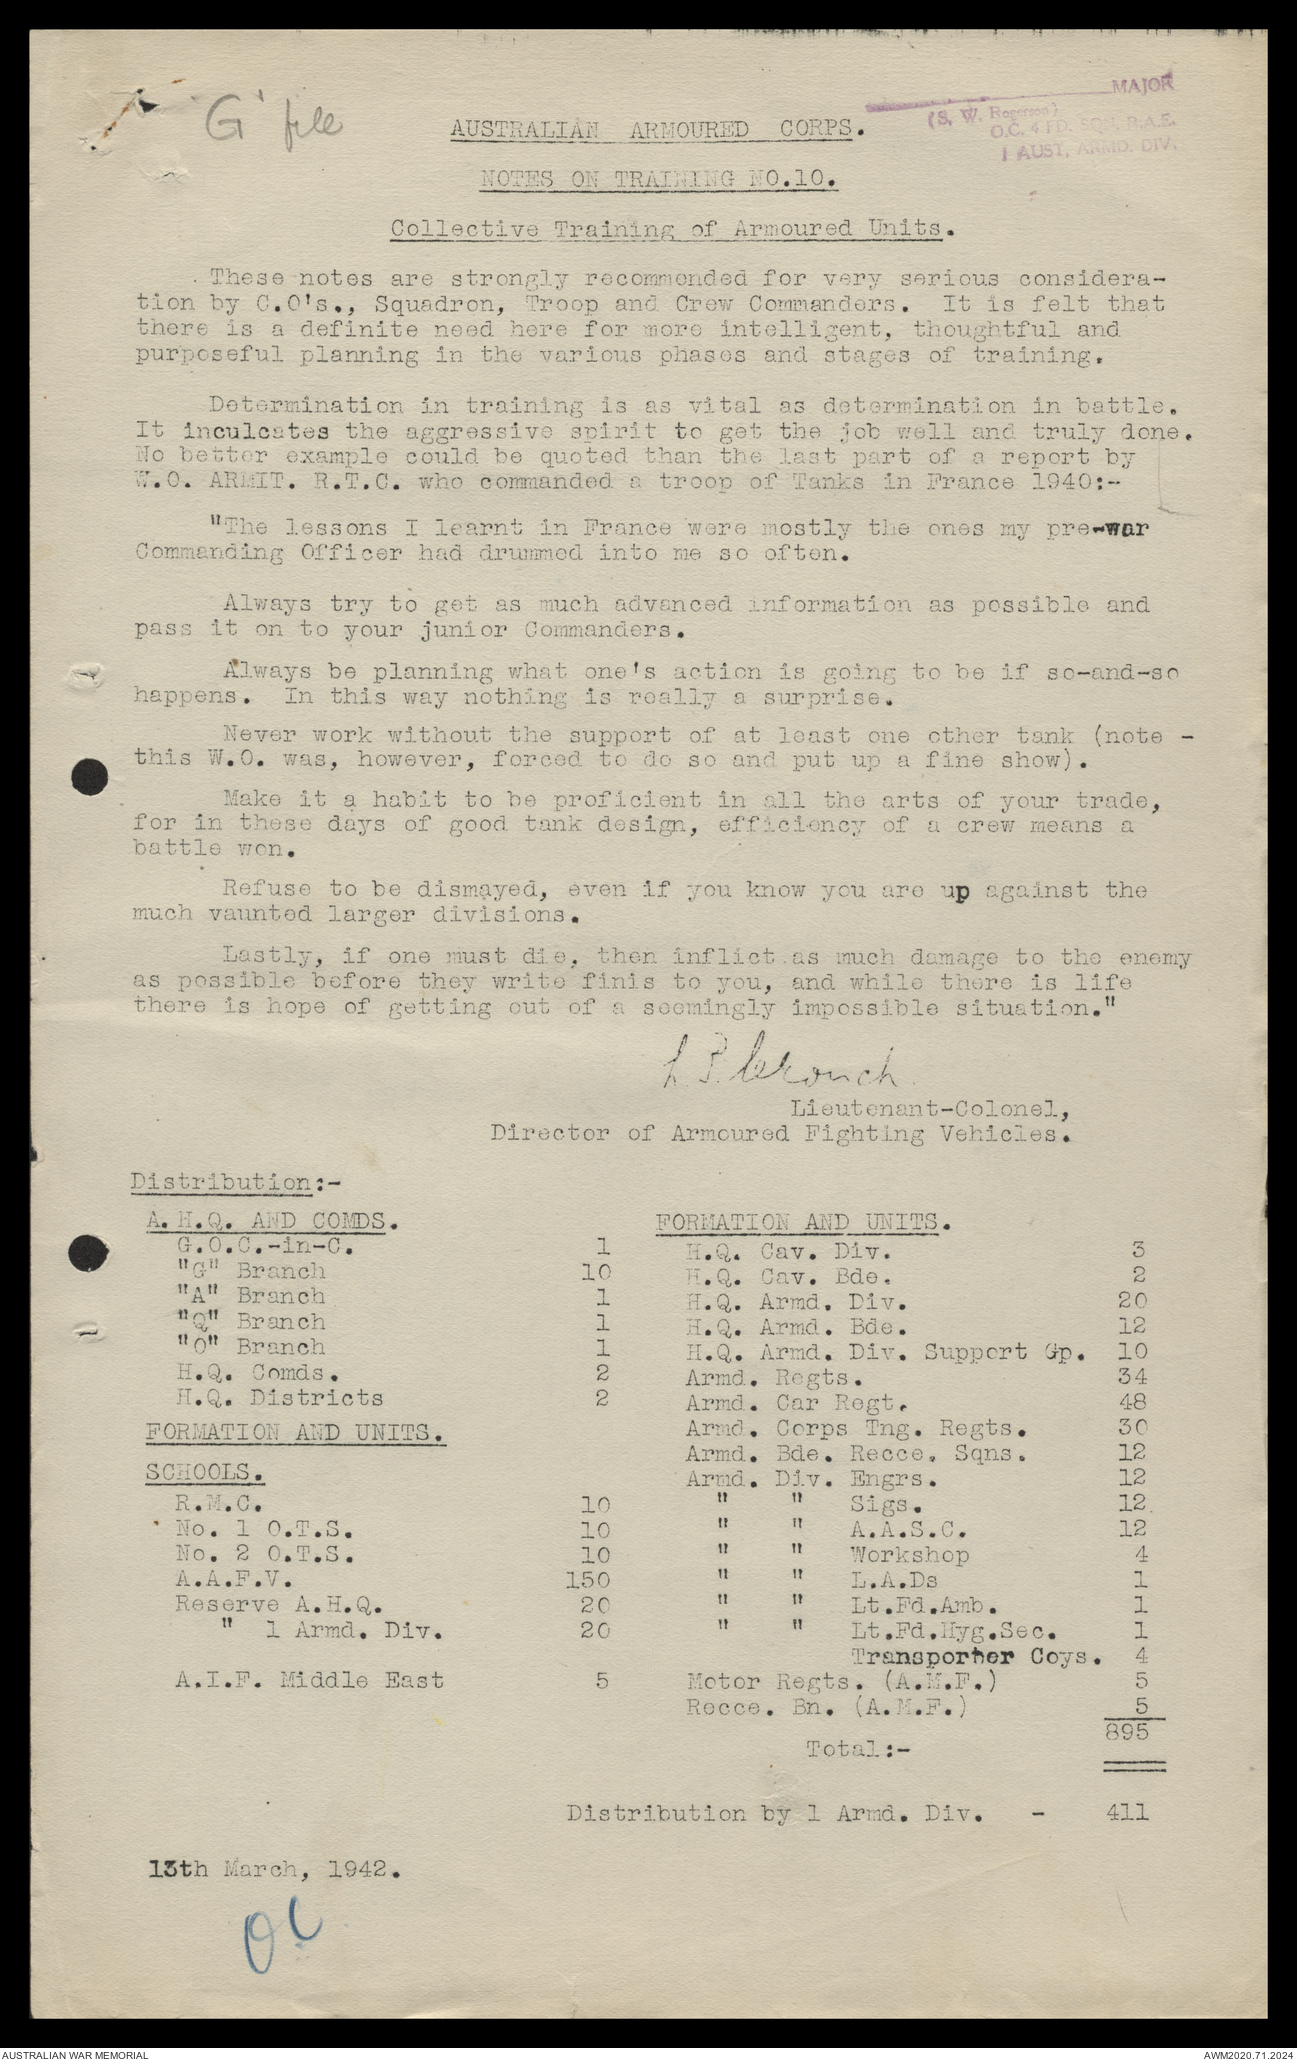 "G" file
MAJOR
(S. W. Rogerson)
O.C. 4 FD. SQN. R.A.E.
1 AUST. ARMD. DIV.
AUSTRALIAN ARMOURED CORPS.
NOTES ON TRAINING NO.10.
Collective Training of Armoured Units.
These notes are strongly recommended for very serious considera-
tion by C.O's., Squadron, Troop and Crew Commanders. It is felt that
there is a definite need here for more intelligent, thoughtful and
purposeful planning in the various phases and stages of training.
Determination in training is as vital as determination in battle.
It inculcates the aggressive spirit to get the job well and truly done.
No better example could be quoted than the last part of a report by
W.O. ARMIT. R.T.C. who commanded a troop of Tanks in France 1940:-
"The lessons I learnt in France were mostly the ones my pre-war
Commanding Officer had drummed into me so often.
Always try to get as much advanced information as possible and
pass it on to your junior Commanders.
Always be planning what one's action is going to be if so-and-so
happens. In this way nothing is really a surprise.
Never work without the support of at least one other tank (note -
this W.O. was, however, forced to do so and put up a fine show).
Make it a habit to be proficient in all the arts of your trade,
for in these days of good tank design, efficiency of a crew means a
battle won.
Refuse to be dismayed, even if you know you are up against the
much vaunted larger divisions.
Lastly, if one must die, then inflict as much damage to the enemy
as possible before they write finis to you, and while there is life
there is hope of getting out of a seemingly impossible situation."
Lieutenant-Colonel,
Director of Armoured Fighting Vehicles.
Distribution:-
A.H.Q. AND COMDS.
G.O.C.-in-C. 1
"G" Branch 10
"A" Branch 1
"Q" Branch 1
"O" Branch 1
H.Q. Comds. 2
H.Q. Districts 2
FORMATION AND UNITS.
SCHOOLS.
R.M.C. 10
No. 1 O.T.S. 10
No. 2 O.T.S. 10
A.A.F.V. 150
Reserve A.H.Q. 20
" 1 Armd. Div. 20
A.I.F. Middle East 5
FORMATION AND UNITS.
H.Q. Cav. Div. 3
H.Q. Cav. Bde. 2
H.Q. Armd. Div. 20
H.Q. Armd. Bde. 12
H.Q. Armd. Div. Support Gp. 10
Armd. Regts. 34
Armd. Car Regt. 48
Armd. Corps Tng. Regts. 30
Armd. Bde. Recce. Sqns. 12
Armd. Div. Engrs. 12
" " Sigs. 12
" " A.A.S.C. 12
" " Workshop 4
" " L.A.Ds 1
" " Lt.Fd.Amb. 1
" " Lt.Fd.Hyg.Sec. 1
Transporter Coys. 4
Motor Regts. (A.M.F.) 5
Recce. Bn. (A.M.F.) 5
895
Total:-
Distribution by 1 Armd. Div. - 411
13th March, 1942.
OC
AUSTRALIAN WAR MEMORIAL
AWM2020.71.2024